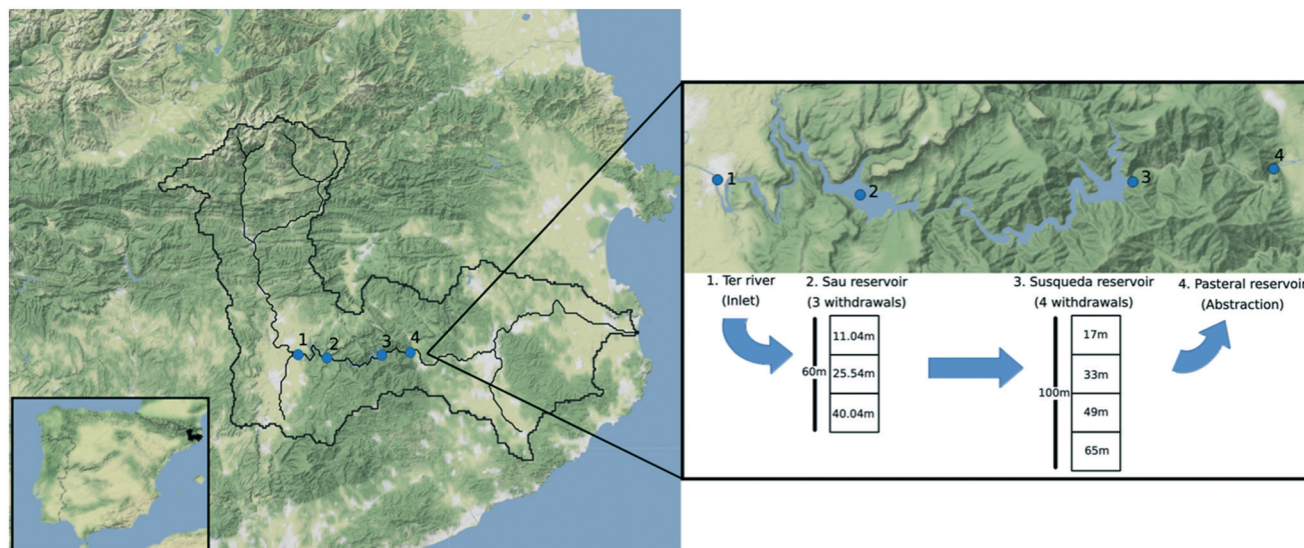 1
2
3
4
1
2
3
4
1. Ter river
(Inlet)
2. Sau reservoir
(3 withdrawals)
3. Susqueda reservoir
(4 withdrawals)
4. Pasteral reservoir
(Abstraction)
60m
11.04m
25.54m
40.04m
100m
17m
33m
49m
65m